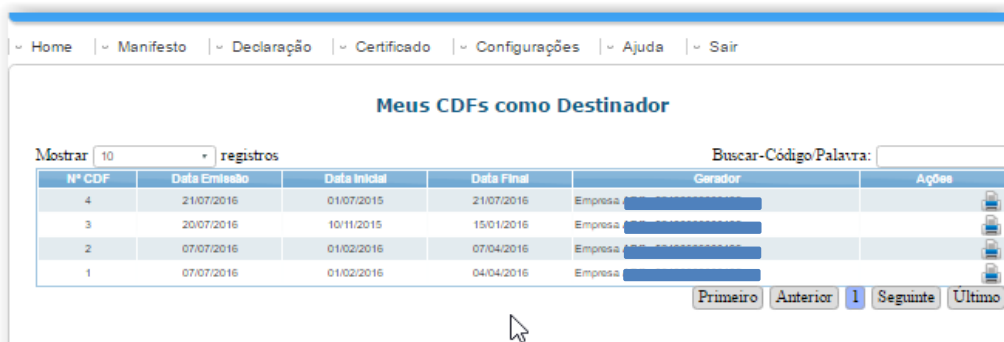 Home Manifesto Declaração Certificado Configurações Ajuda Sair
Meus CDFs como Destinador
Mostrar 10 registros Buscar-Código/Palavra:
Nº CDF Data Emissão Data Inicial Data Final Gerador Ações
4 21/07/2016 01/07/2015 21/07/2016 Empresa
3 20/07/2016 10/11/2015 15/01/2016 Empresa
2 07/07/2016 01/02/2016 07/04/2016 Empresa
1 07/07/2016 01/02/2016 04/04/2016 Empresa
Primeiro Anterior 1 Seguinte Último